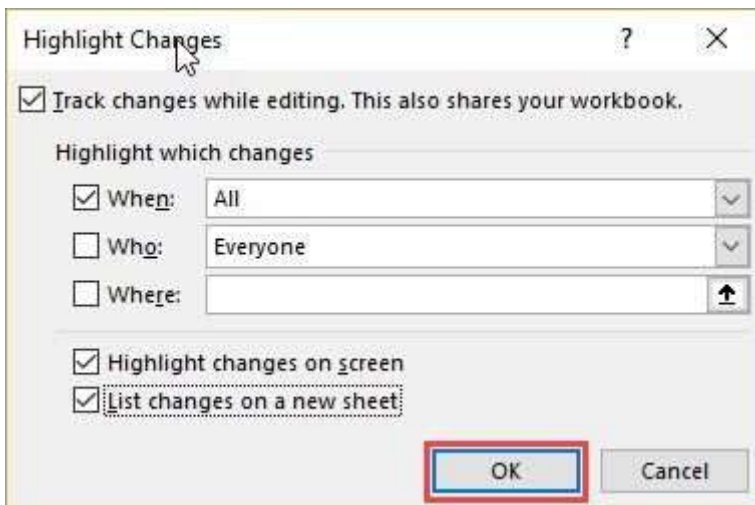 Highlight Changes ?
Track changes while editing. This also shares your workbook.
Highlight which changes
When: All
Who: Everyone
Where:
Highlight changes on screen
List changes on a new sheet
OK Cancel